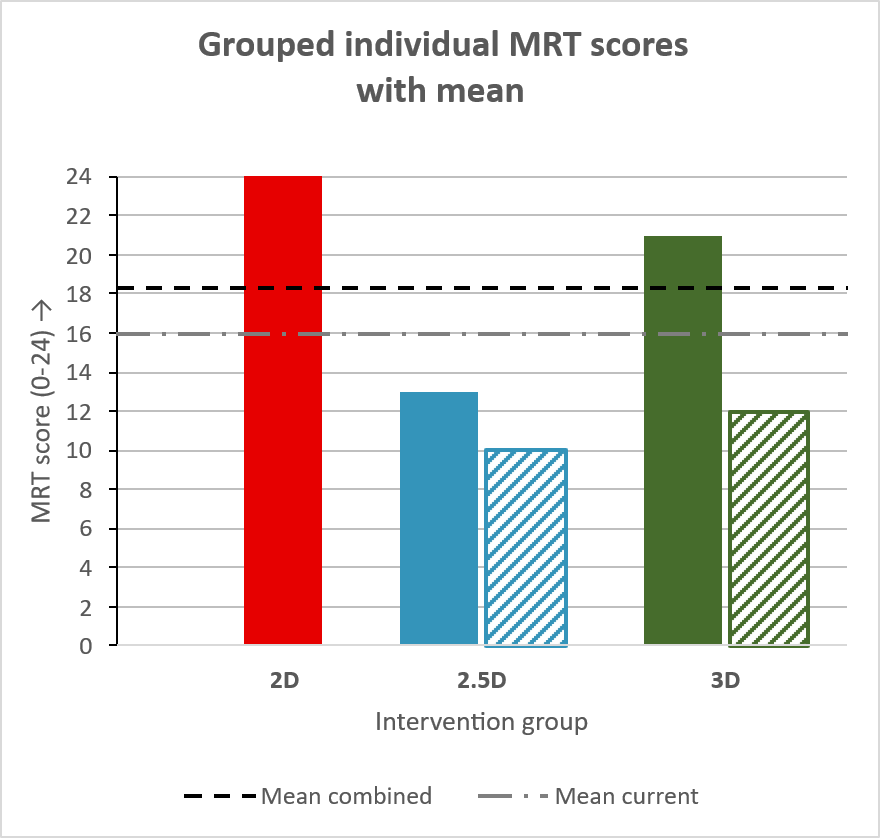 Grouped individual MRT scores
with mean
MRT score (0-24) →
24
22
20
18
16
14
12
10
8
6
4
2
0
2D 2.5D 3D
Intervention group
Mean combined Mean current